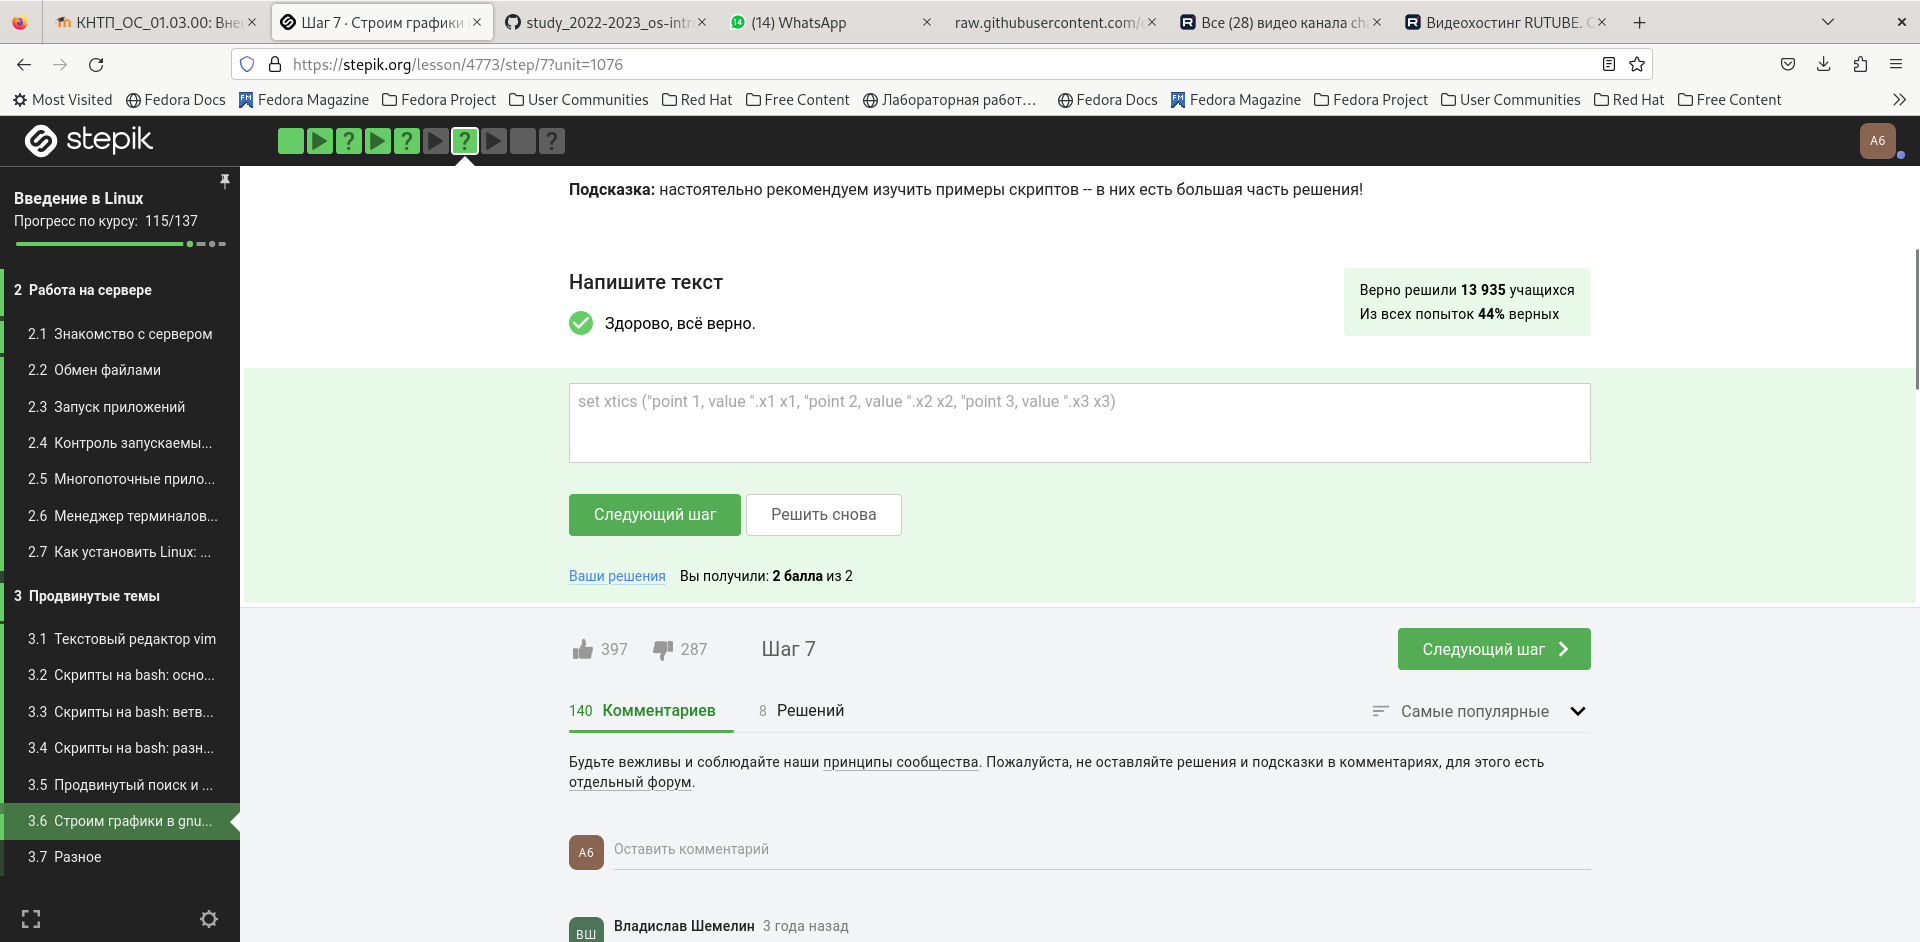 КНТП_ОС_01.03.00: Вне
Шаг 7 · Строим графики
study_2022-2023_os-intr
(14) WhatsApp
raw.githubusercontent.com/
Все (28) видео канала cha
Видеохостинг RUTUBE. С
https://stepik.org/lesson/4773/step/7?unit=1076
Most Visited
Fedora Docs
Fedora Magazine
Fedora Project
User Communities
Red Hat
Free Content
Лабораторная работ…
Fedora Docs
Fedora Magazine
Fedora Project
User Communities
Red Hat
Free Content
stepik
A6
Введение в Linux
Прогресс по курсу: 115/137
2 Работа на сервере
2.1 Знакомство с сервером
2.2 Обмен файлами
2.3 Запуск приложений
2.4 Контроль запускаемы...
2.5 Многопоточные прило...
2.6 Менеджер терминалов...
2.7 Как установить Linux: ...
3 Продвинутые темы
3.1 Текстовый редактор vim
3.2 Скрипты на bash: осно...
3.3 Скрипты на bash: ветв...
3.4 Скрипты на bash: разн...
3.5 Продвинутый поиск и ...
3.6 Строим графики в gnu...
3.7 Разное
Подсказка: настоятельно рекомендуем изучить примеры скриптов -- в них есть большая часть решения!
Напишите текст
Здорово, всё верно.
Верно решили 13 935 учащихся
Из всех попыток 44% верных
set xtics ("point 1, value ".x1 x1, "point 2, value ".x2 x2, "point 3, value ".x3 x3)
Следующий шаг
Решить снова
Ваши решения Вы получили: 2 балла из 2
397
287
Шаг 7
Следующий шаг
140 Комментариев
8 Решений
Самые популярные
Будьте вежливы и соблюдайте наши принципы сообщества. Пожалуйста, не оставляйте решения и подсказки в комментариях, для этого есть
отдельный форум.
A6
Оставить комментарий
ВШ
Владислав Шемелин 3 года назад